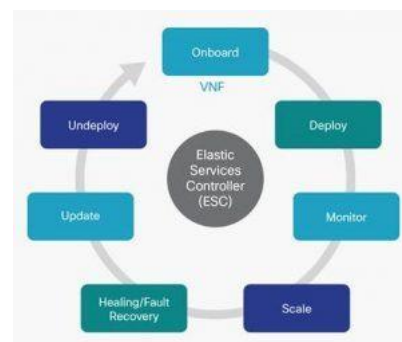 Onboard
VNF
Deploy
Monitor
Scale
Healing/Fault
Recovery
Update
Undeploy
Elastic
Services
Controller
(ESC)